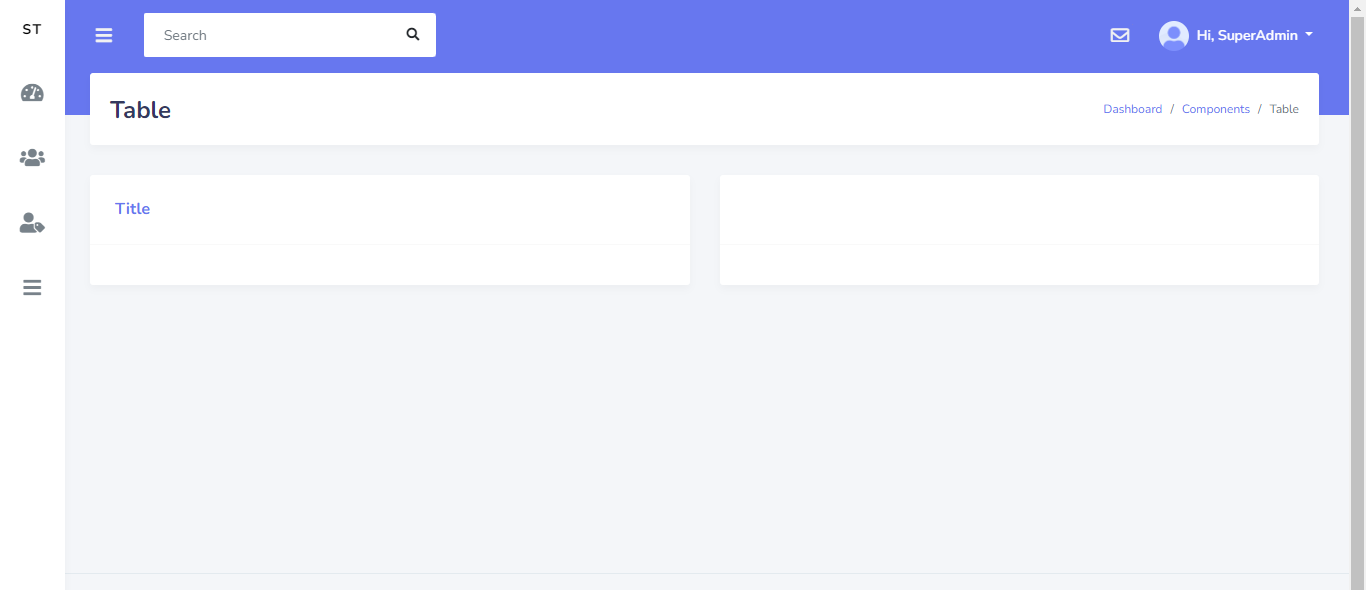 ST
Search
Hi, SuperAdmin
Table
Dashboard / Components / Table
Title